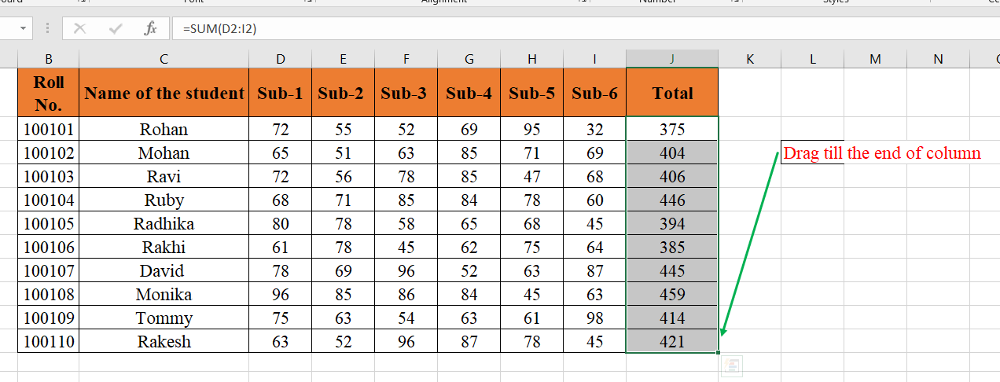 =SUM(D2:I2)
B C D E F G H I J K L M N
Roll No. Name of the student Sub-1 Sub-2 Sub-3 Sub-4 Sub-5 Sub-6 Total
100101 Rohan 72 55 52 69 95 32 375
100102 Mohan 65 51 63 85 71 69 404 Drag till the end of column
100103 Ravi 72 56 78 85 47 68 406
100104 Ruby 68 71 85 84 78 60 446
100105 Radhika 80 78 58 65 68 45 394
100106 Rakhi 61 78 45 62 75 64 385
100107 David 78 69 96 52 63 87 445
100108 Monika 96 85 86 84 45 63 459
100109 Tommy 75 63 54 63 61 98 414
100110 Rakesh 63 52 96 87 78 45 421